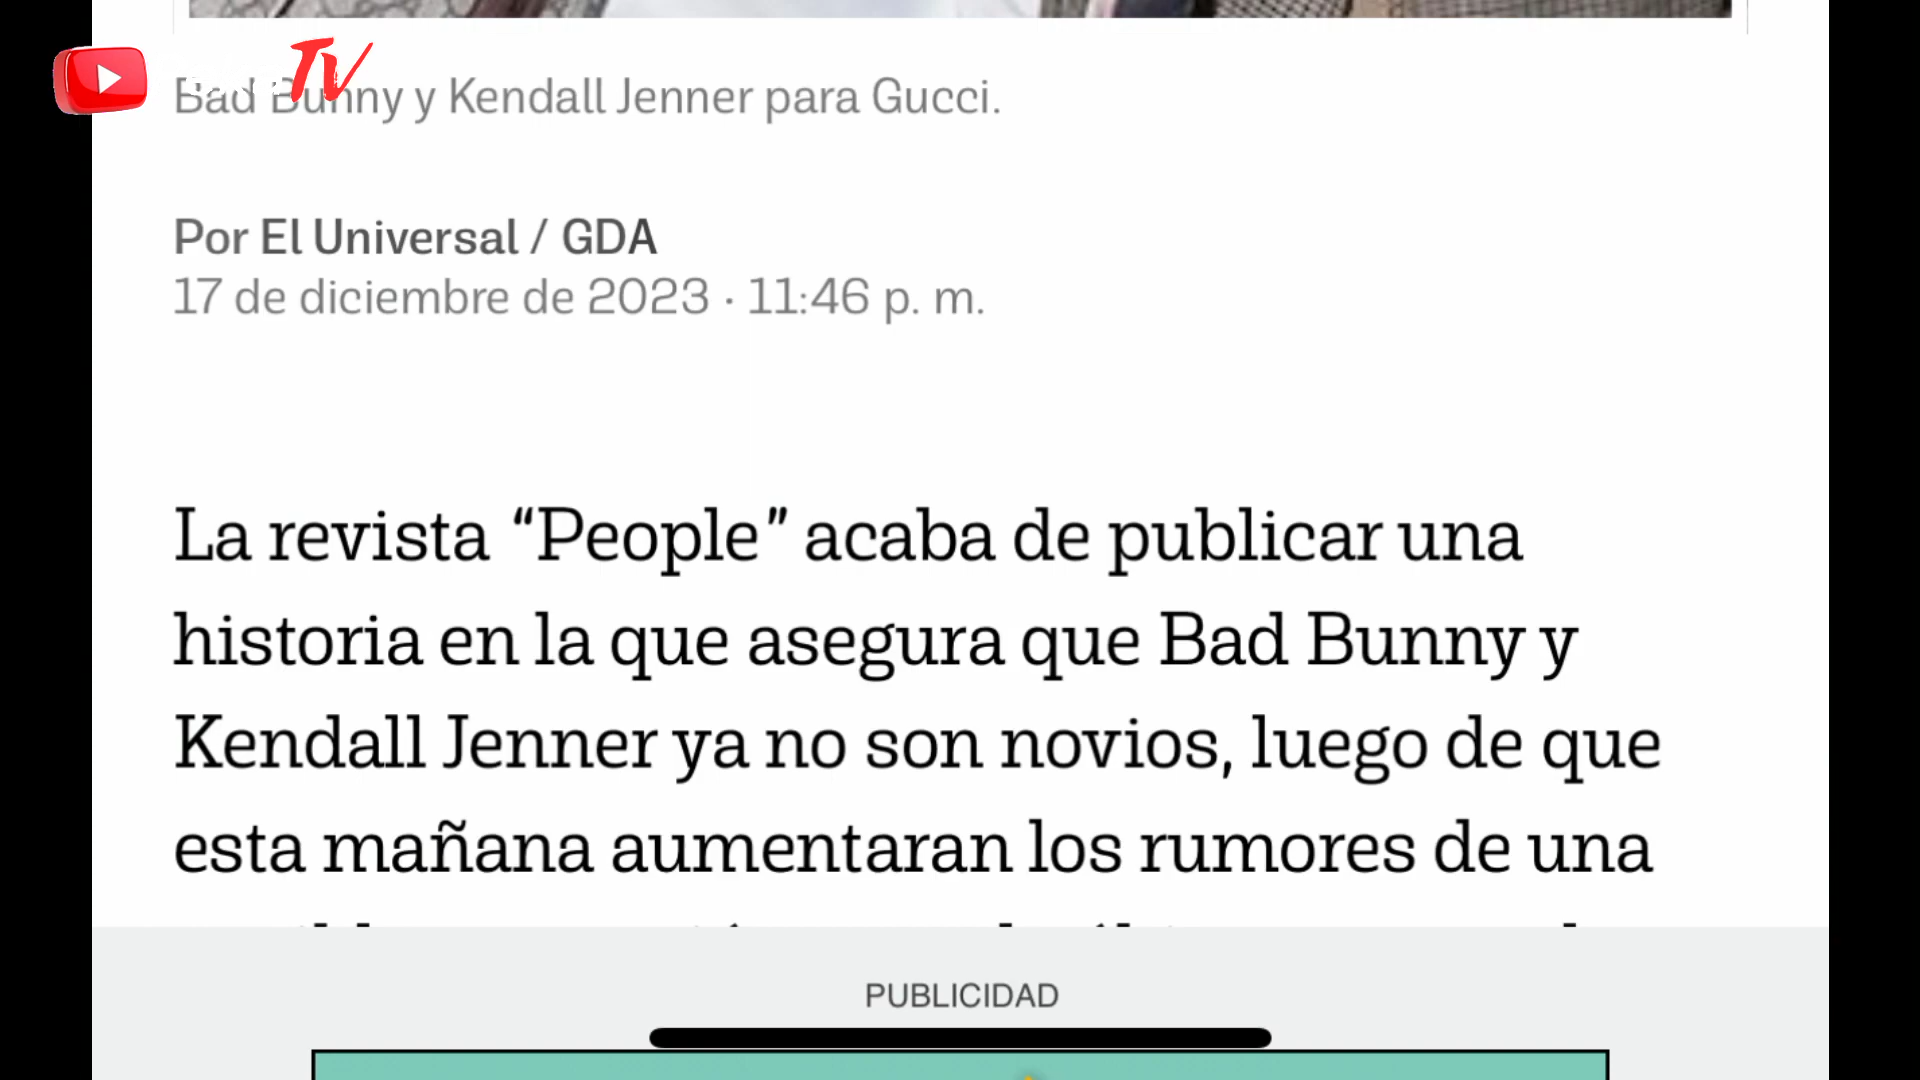 TV
Bad Bunny y Kendall Jenner para Gucci.
Por El Universal / GDA
17 de diciembre de 2023 · 11:46 p. m.
La revista “People” acaba de publicar una
historia en la que asegura que Bad Bunny y
Kendall Jenner ya no son novios, luego de que
esta mañana aumentaran los rumores de una
PUBLICIDAD